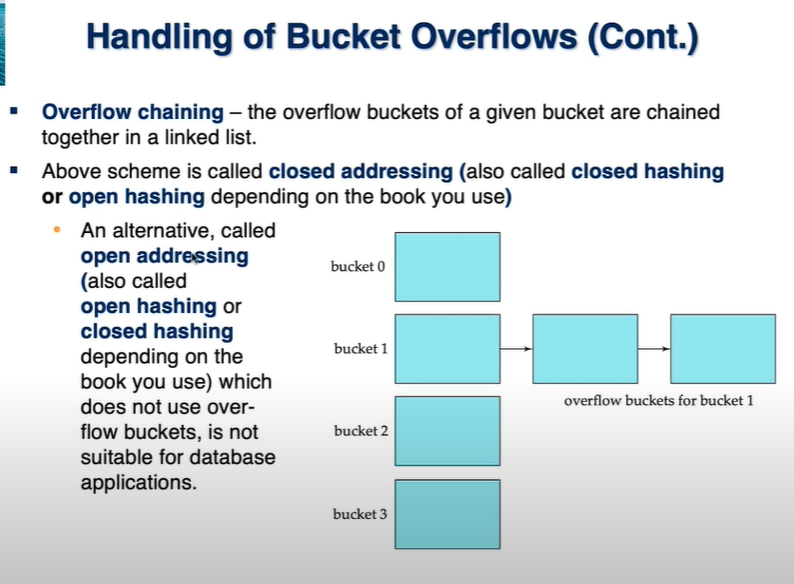 Handling of Bucket Overflows (Cont.)
▪ Overflow chaining – the overflow buckets of a given bucket are chained
together in a linked list.
▪ Above scheme is called closed addressing (also called closed hashing
or open hashing depending on the book you use)
• An alternative, called
open addressing
(also called
open hashing or
closed hashing
depending on the
book you use) which
does not use over-
flow buckets, is not
suitable for database
applications.
bucket 0
bucket 1
overflow buckets for bucket 1
bucket 2
bucket 3